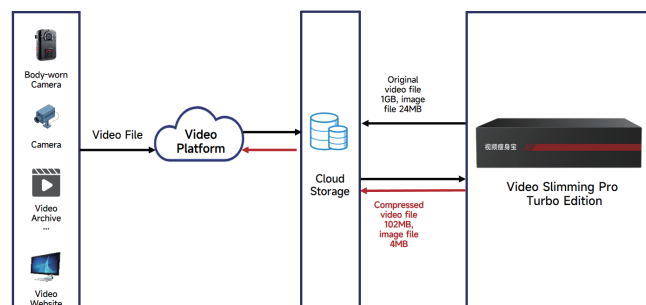 Body-worn
Camera
Camera
Video
Archive
...
Video
Website
Video File
Video
Platform
Cloud
Storage
Original
video file
1GB, image
file 24MB
Compressed
video file
102MB,
image file
4MB
视频瘦身宝
Video Slimming Pro
Turbo Edition